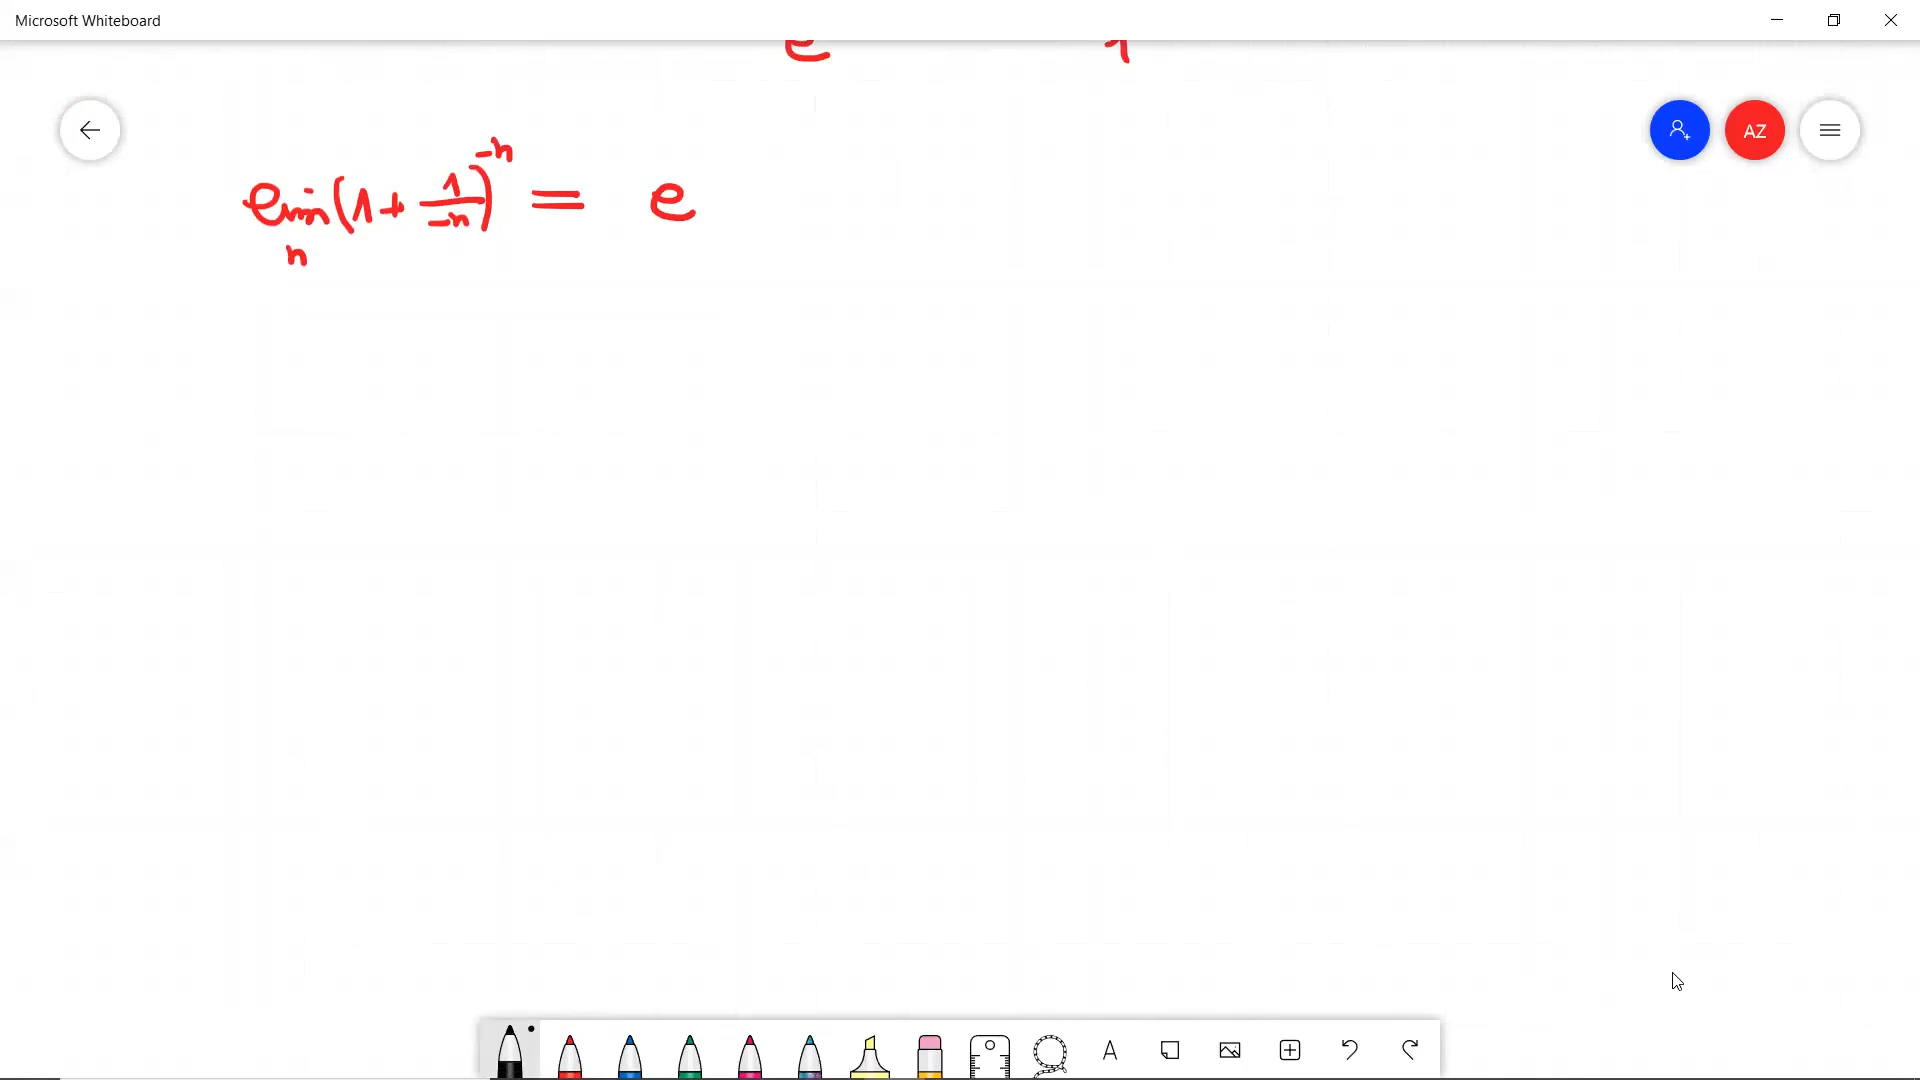 Microsoft Whiteboard
AZ
lim (1 + 1/-n)^-n = e
n
A